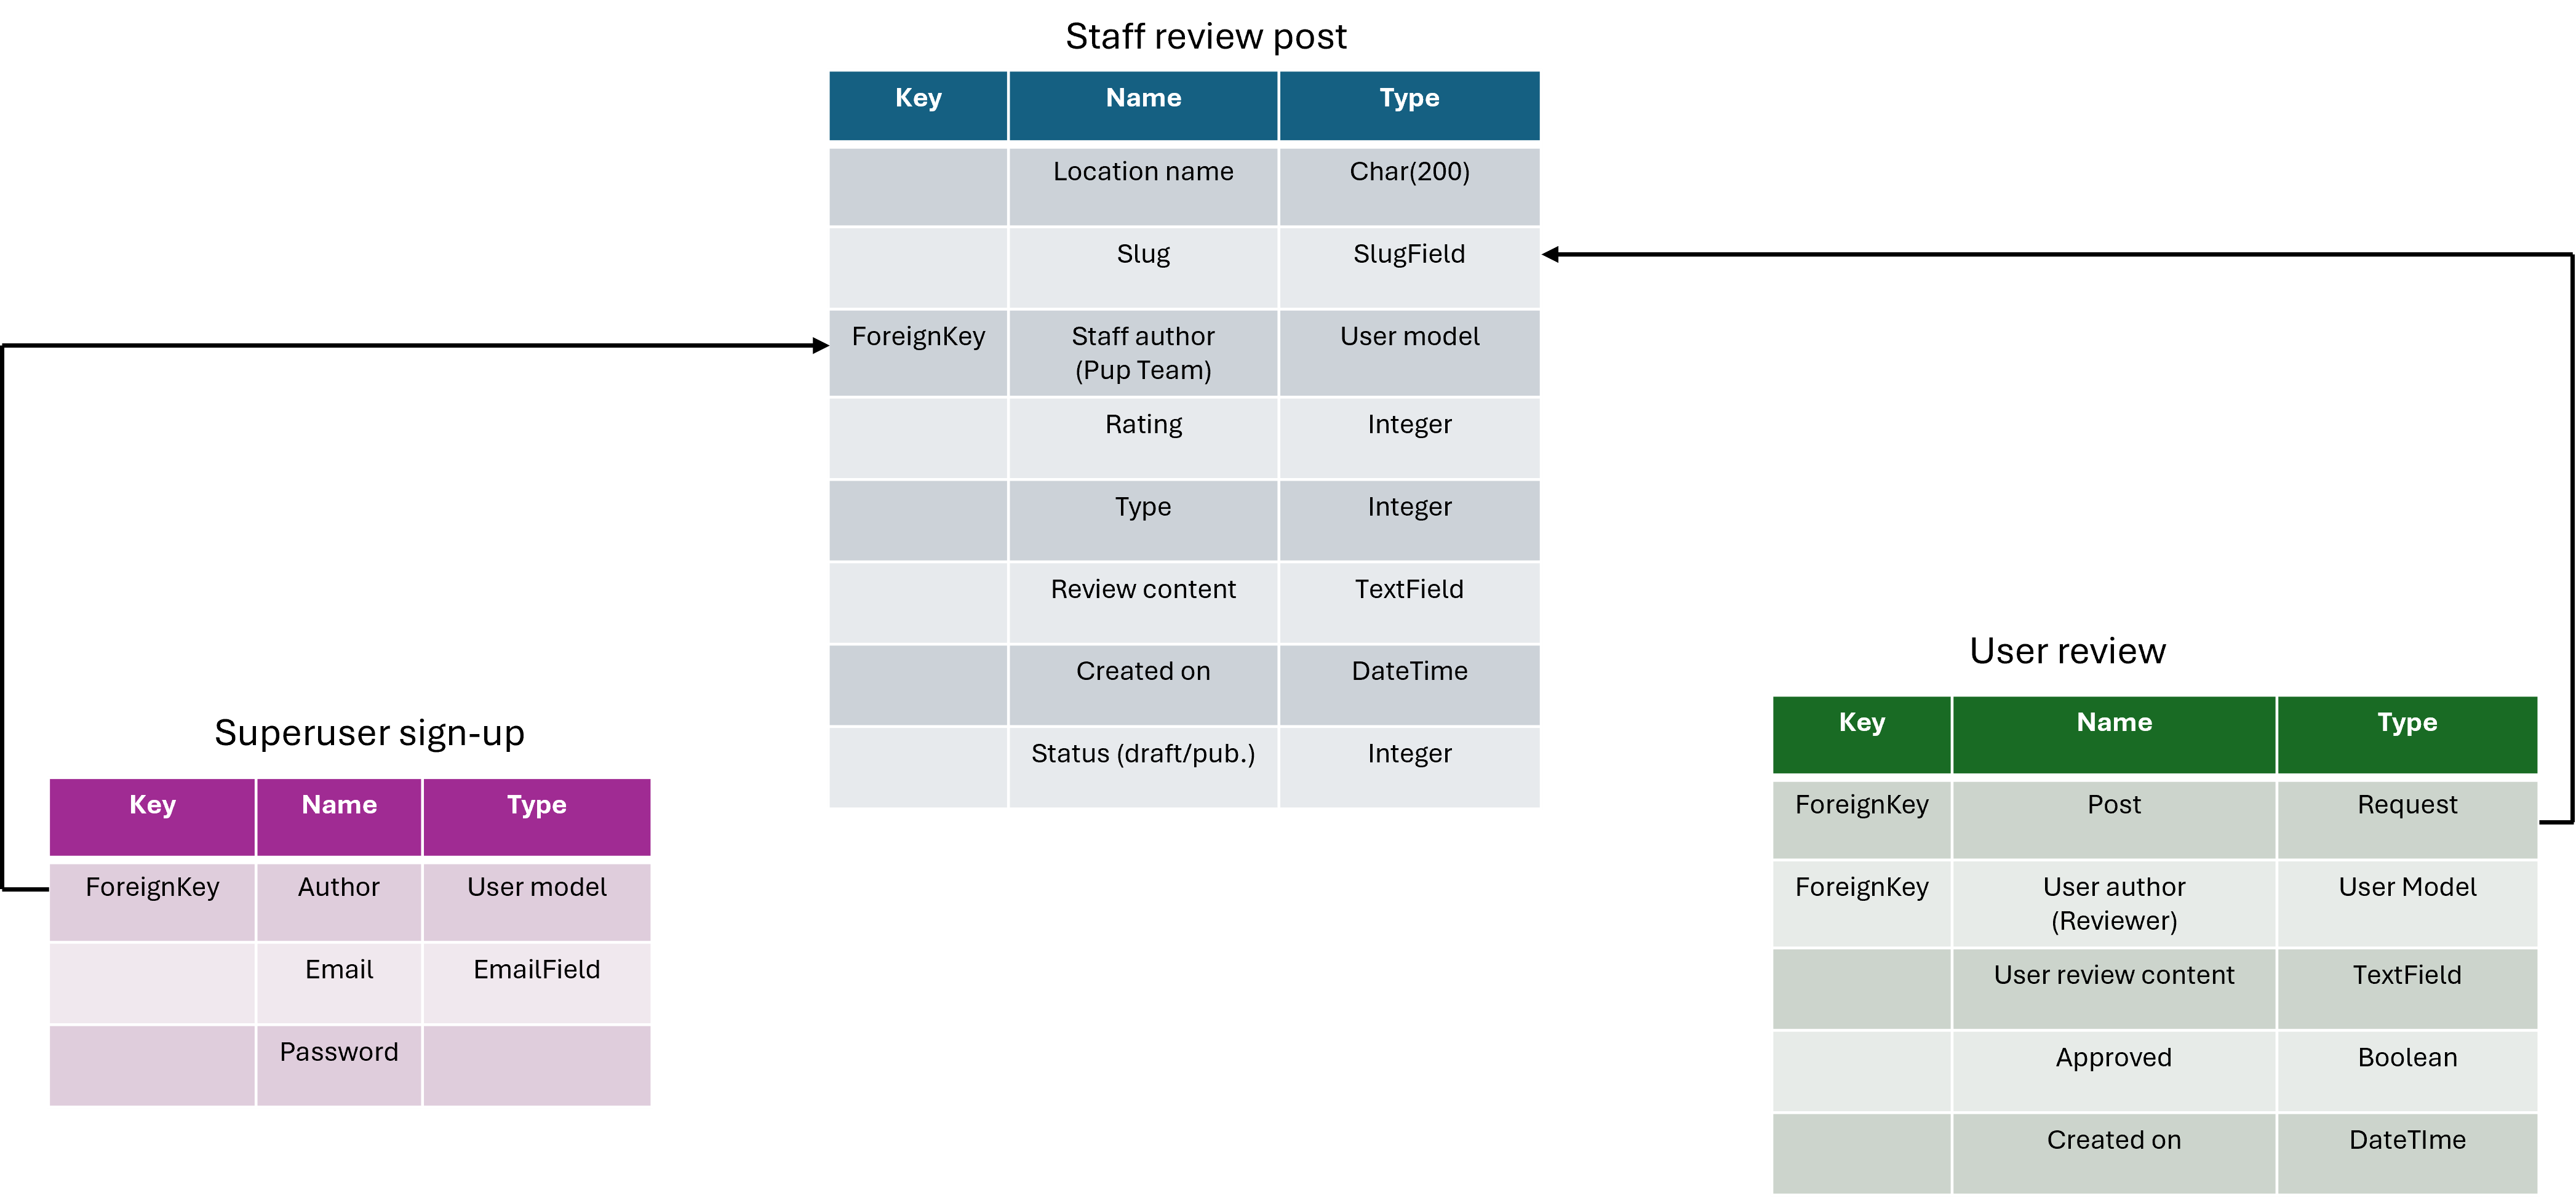 Staff review post
Key Name Type
Location name Char(200)
Slug SlugField
ForeignKey Staff author User model
(Pup Team)
Rating Integer
Type Integer
Review content TextField
Created on DateTime
Status (draft/pub.) Integer
Superuser sign-up
Key Name Type
ForeignKey Author User model
Email EmailField
Password
User review
Key Name Type
ForeignKey Post Request
ForeignKey User author User Model
(Reviewer)
User review content TextField
Approved Boolean
Created on DateTIme